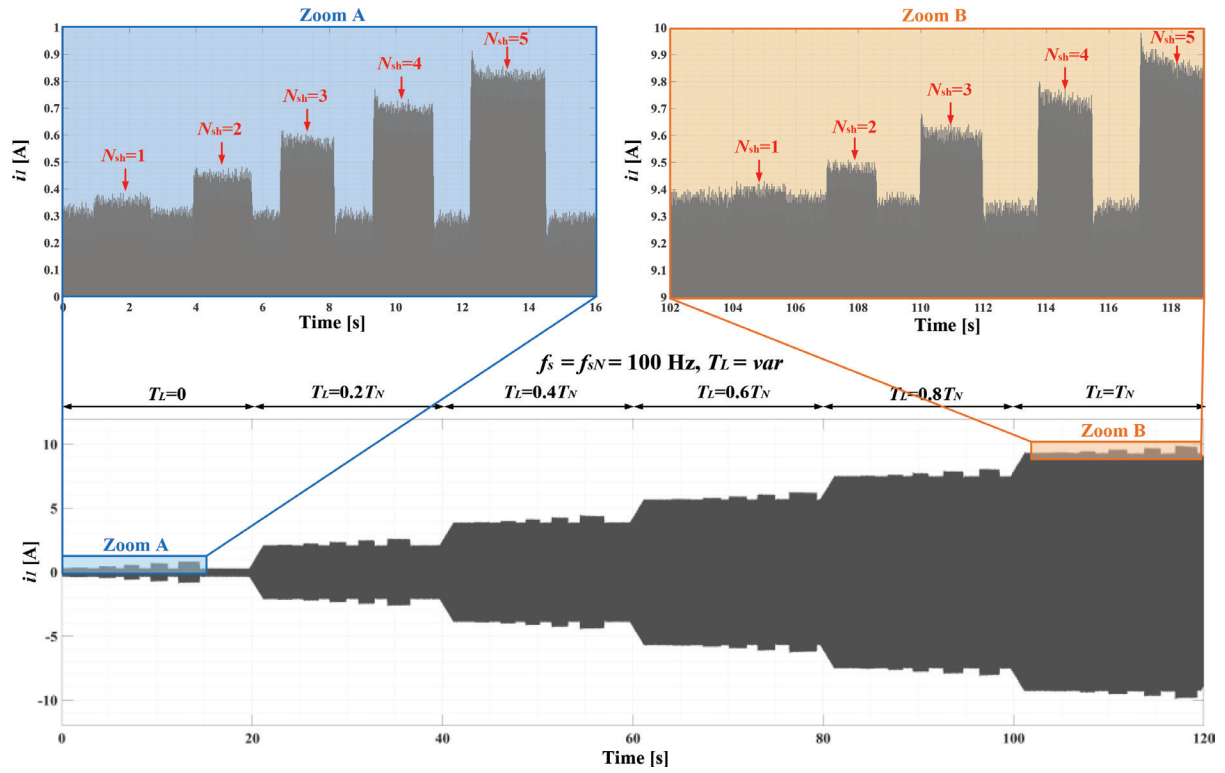 Zoom A
Zoom B
1
0.9
0.8
0.7
0.6
0.5
0.4
0.3
0.2
0.1
0
i1 [A]
Nsh=1
Nsh=2
Nsh=3
Nsh=4
Nsh=5
0 2 4 6 8 10 12 14 16
Time [s]
10
9.9
9.8
9.7
9.6
9.5
9.4
9.3
9.2
9.1
9
i1 [A]
Nsh=1
Nsh=2
Nsh=3
Nsh=4
Nsh=5
102 104 106 108 110 112 114 116 118
Time [s]
fs = fsN = 100 Hz, TL = var
TL=0 TL=0.2TN TL=0.4TN TL=0.6TN TL=0.8TN TL=TN
Zoom B
Zoom A
10
5
0
-5
-10
i1 [A]
0 20 40 60 80 100 120
Time [s]